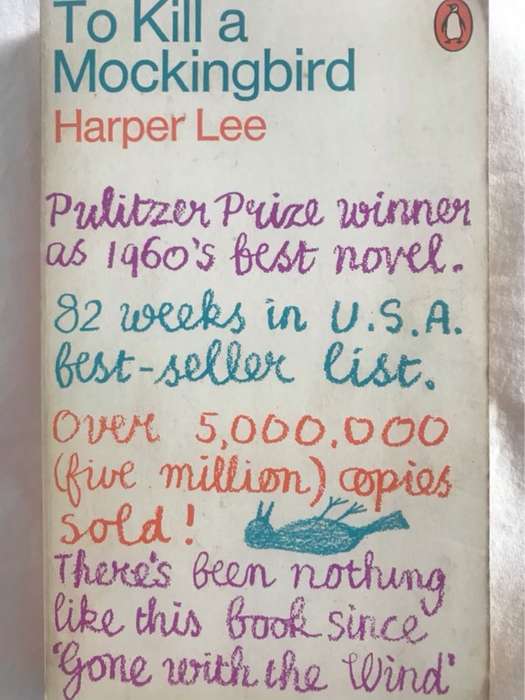 To Kill a
Mockingbird
Harper Lee
Pulitzer Prize winner
as 1960's best novel.
82 weeks in U.S.A.
best-seller list.
Over 5,000,000
(five million) copies
sold!
There's been nothing
like this book since
'Gone with the Wind'